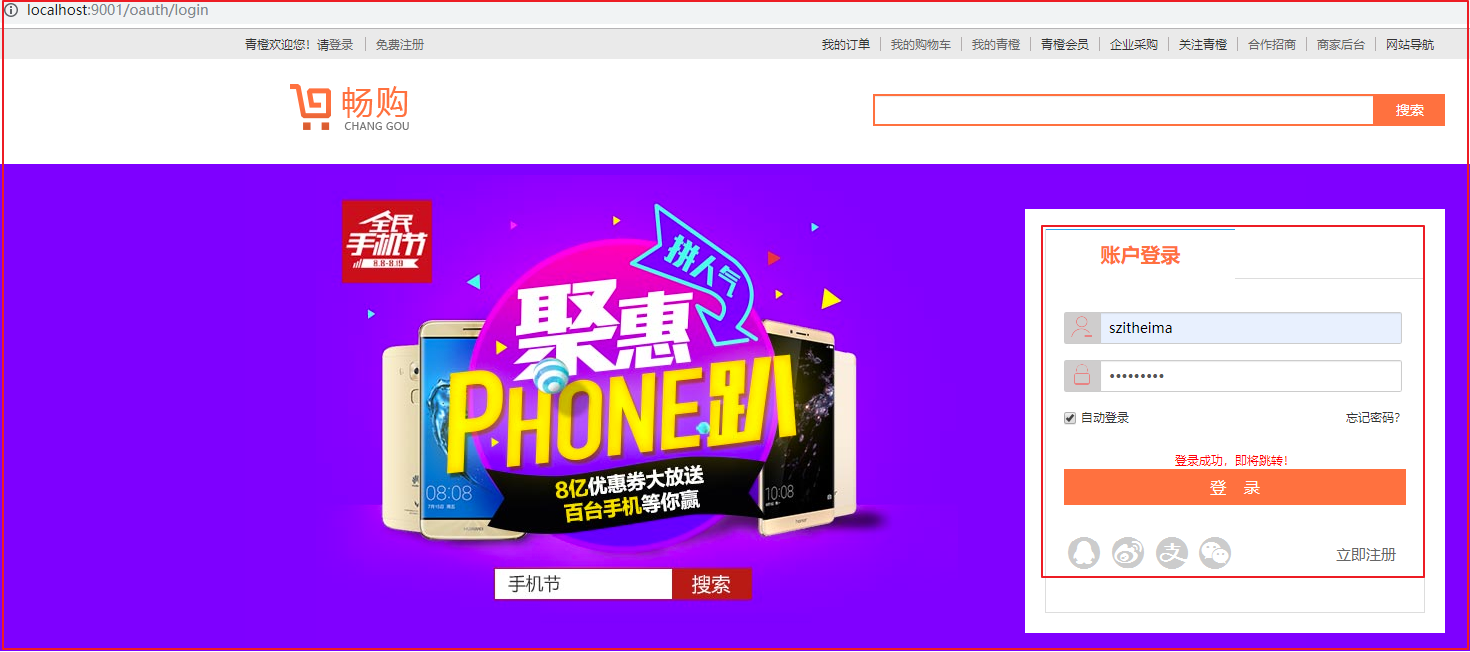 localhost:9001/oauth/login
青橙欢迎您！请登录 免费注册 我的订单 我的购物车 我的青橙 青橙会员 企业采购 关注青橙 合作招商 商家后台 网站导航
畅购
CHANG GOU
搜索
全民
手机节
8.8-8.19
拼人气
聚惠
PHONE趴
08:08
10:08
8亿优惠券大放送
百台手机等你赢
手机节 搜索
账户登录
szitheima
•••••••••
自动登录 忘记密码?
登录成功，即将跳转！
登 录
支
立即注册